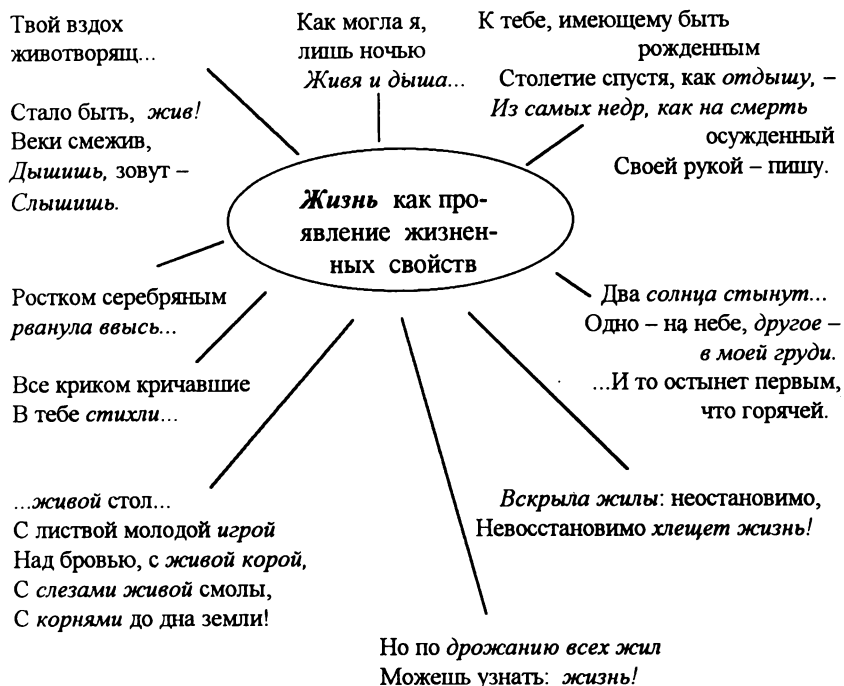 Твой вздох
животворящ...
Как могла я,
лишь ночью
Живя и дыша...
К тебе, имеющему быть
рожденным
Столетие спустя, как отдышу, –
Из самых недр, как на смерть
осужденный
Своей рукой – пишу.
Стало быть, жив!
Веки смежив,
Дышишь, зовут –
Слышишь.
Жизнь как про-
явление жизнен-
ных свойств
Ростком серебряным
рванула ввысь...
Два солнца стынут...
Одно – на небе, другое –
в моей груди.
...И то остынет первым,
что горячей.
Все криком кричавшие
В тебе стихли...
...живой стол...
С листвой молодой игрой
Над бровью, с живой корой,
С слезами живой смолы,
С корнями до дна земли!
Вскрыла жилы: неостановимо,
Невосстановимо хлещет жизнь!
Но по дрожанию всех жил
Можешь узнать: жизнь!